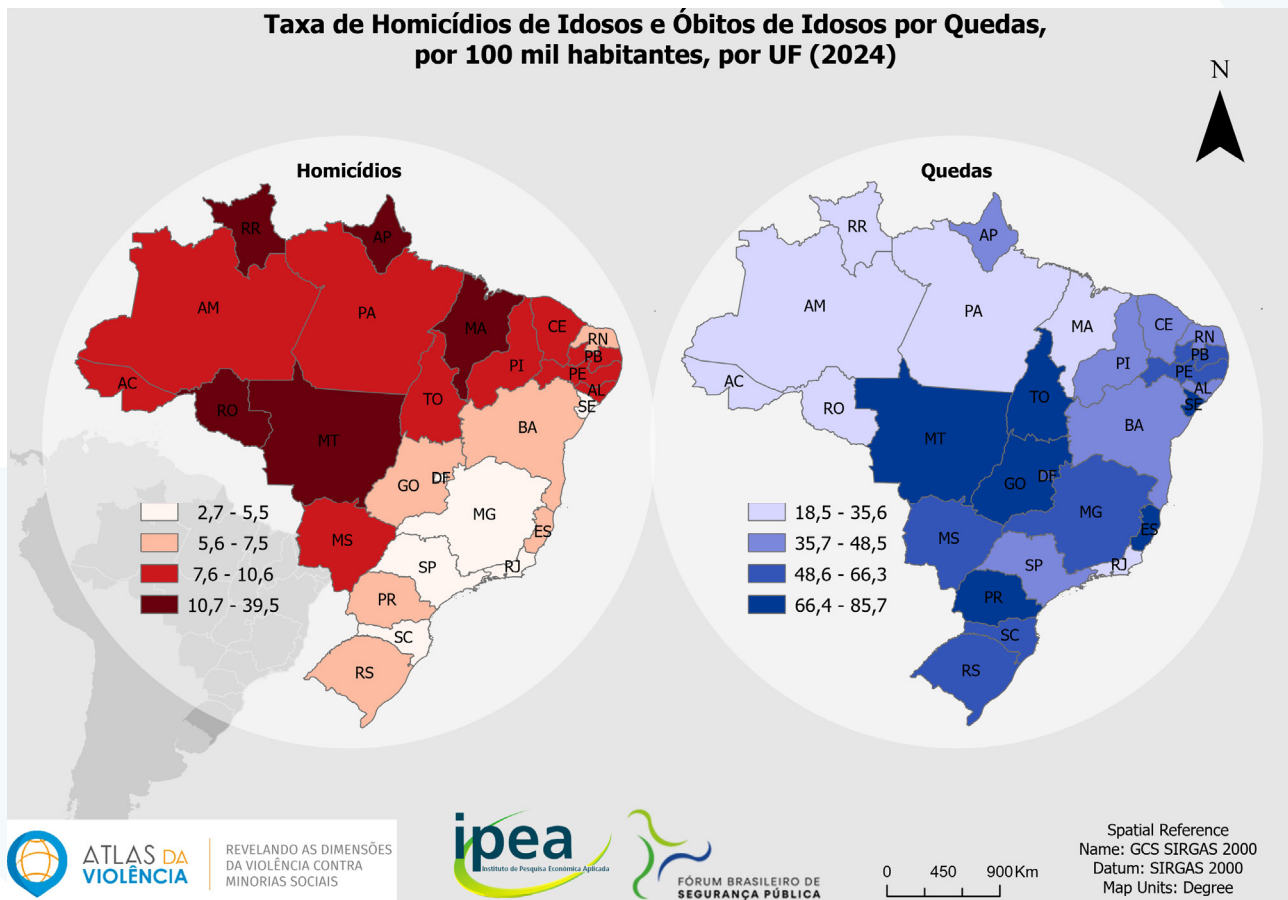 Taxa de Homicídios de Idosos e Óbitos de Idosos por Quedas,
por 100 mil habitantes, por UF (2024)
N
Homicídios
RR
AP
AM
PA
MA
CE
RN
PB
PE
AL
SE
PI
AC
RO
TO
MT
BA
GO
DF
MG
ES
MS
SP
RJ
PR
SC
RS
2,7 - 5,5
5,6 - 7,5
7,6 - 10,6
10,7 - 39,5
Quedas
RR
AP
AM
PA
MA
CE
RN
PB
PE
AL
SE
PI
AC
RO
TO
MT
BA
GO
DF
MG
ES
MS
SP
RJ
PR
SC
RS
18,5 - 35,6
35,7 - 48,5
48,6 - 66,3
66,4 - 85,7
ATLAS DA
VIOLÊNCIA
REVELANDO AS DIMENSÕES
DA VIOLÊNCIA CONTRA
MINORIAS SOCIAIS
ipea
Instituto de Pesquisa Econômica Aplicada
FÓRUM BRASILEIRO DE
SEGURANÇA PÚBLICA
0 450 900 Km
Spatial Reference
Name: GCS SIRGAS 2000
Datum: SIRGAS 2000
Map Units: Degree